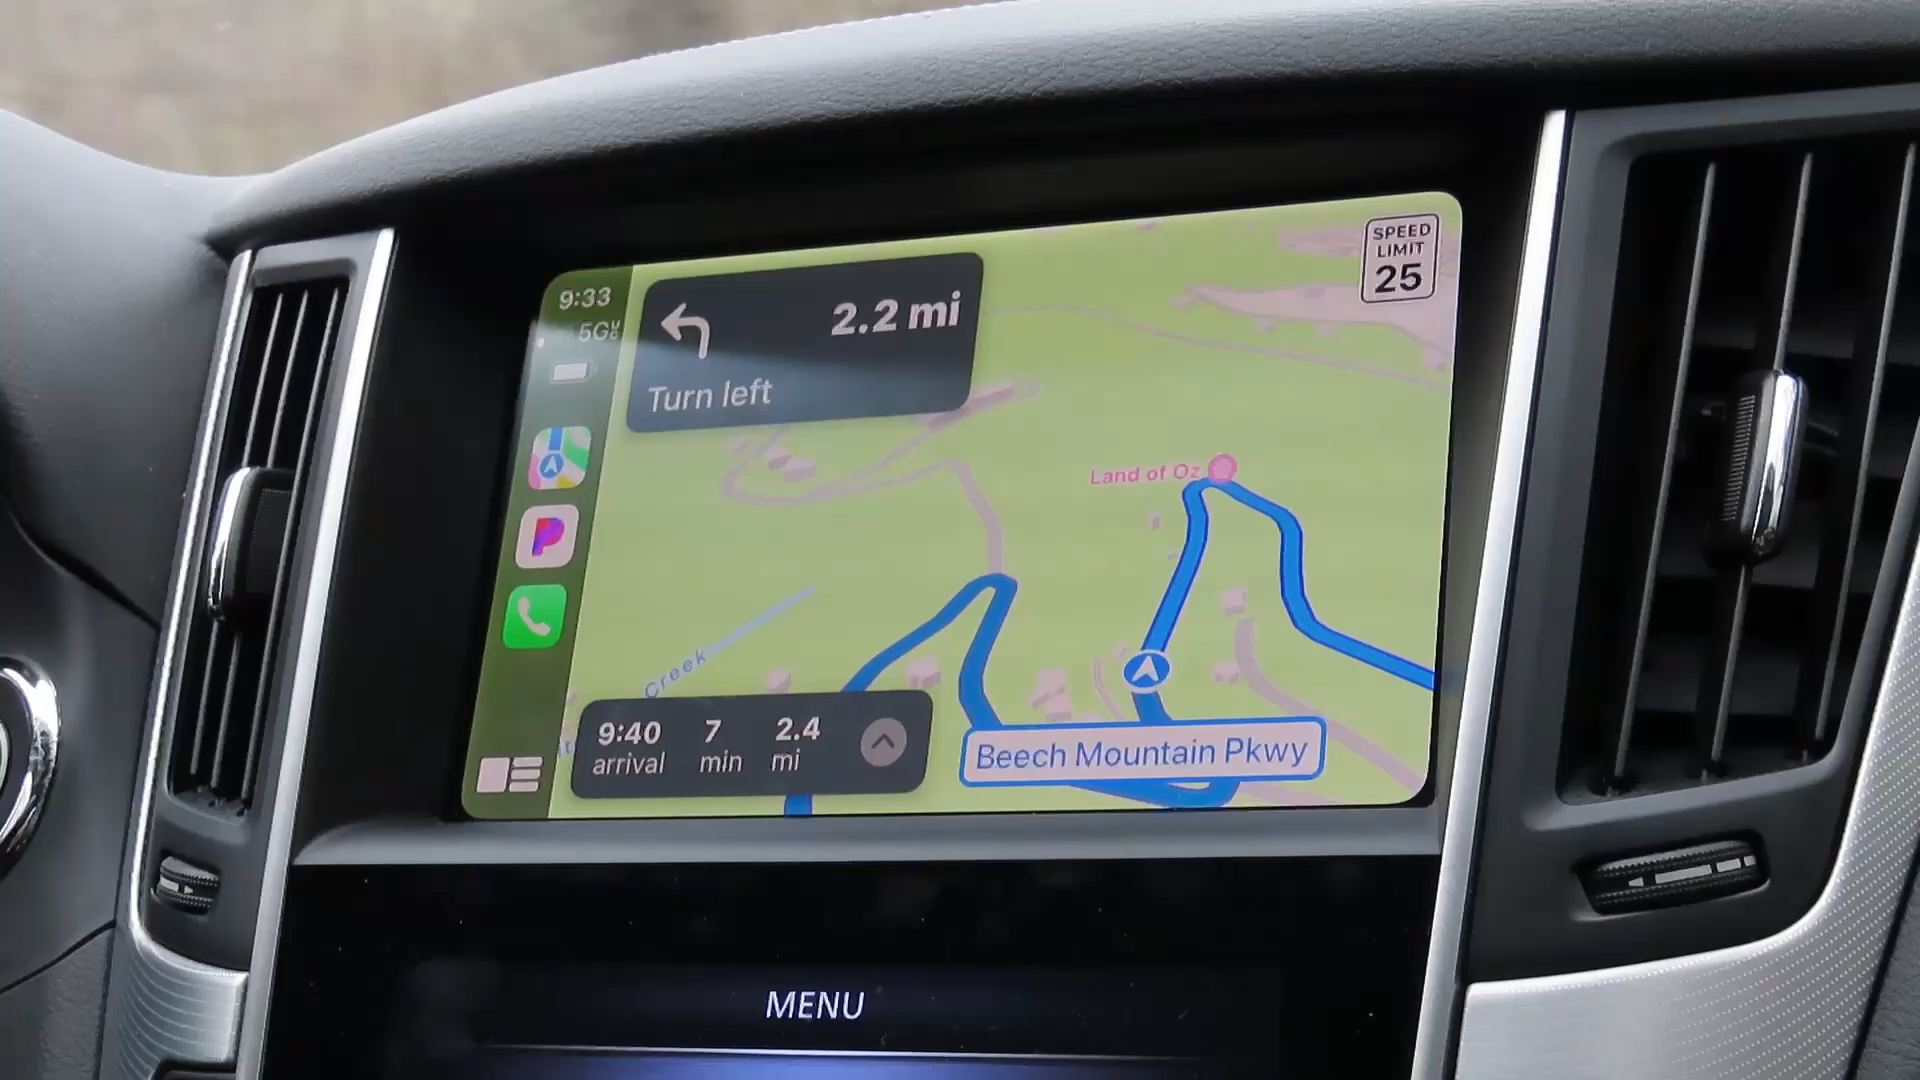 9:33
5G
2.2 mi
Turn left
SPEED
LIMIT
25
Land of Oz
Creek
9:40 7 2.4
arrival min mi
Beech Mountain Pkwy
MENU